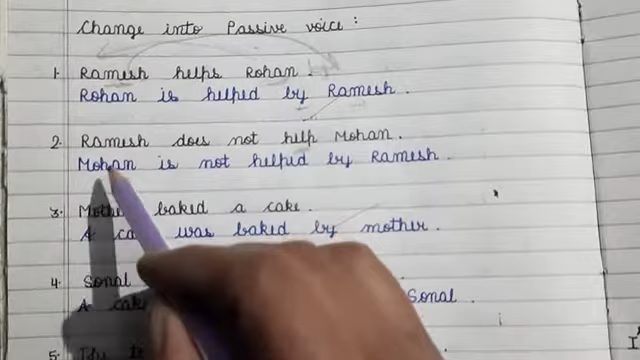 Change into Passive voice :
1. Ramesh helps Rohan.
Rohan is helped by Ramesh.
2. Ramesh does not help Mohan.
Mohan is not helped by Ramesh.
3. baked a cake.
A was baked by mother.
4. Sonal
A cake Sonal.
5.